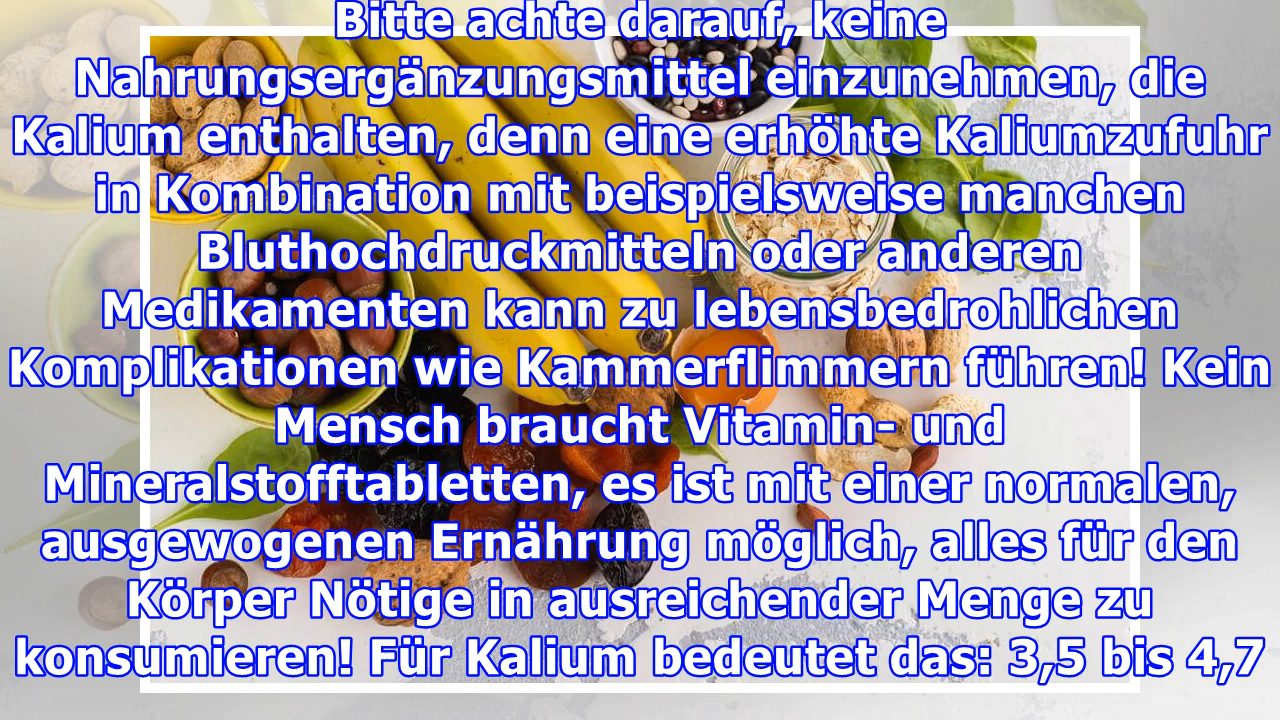 Bitte achte darauf, keine
Nahrungsergänzungsmittel einzunehmen, die
Kalium enthalten, denn eine erhöhte Kaliumzufuhr
in Kombination mit beispielsweise manchen
Bluthochdruckmitteln oder anderen
Medikamenten kann zu lebensbedrohlichen
Komplikationen wie Kammerflimmern führen! Kein
Mensch braucht Vitamin- und
Mineralstofftabletten, es ist mit einer normalen,
ausgewogenen Ernährung möglich, alles für den
Körper Nötige in ausreichender Menge zu
konsumieren! Für Kalium bedeutet das: 3,5 bis 4,7